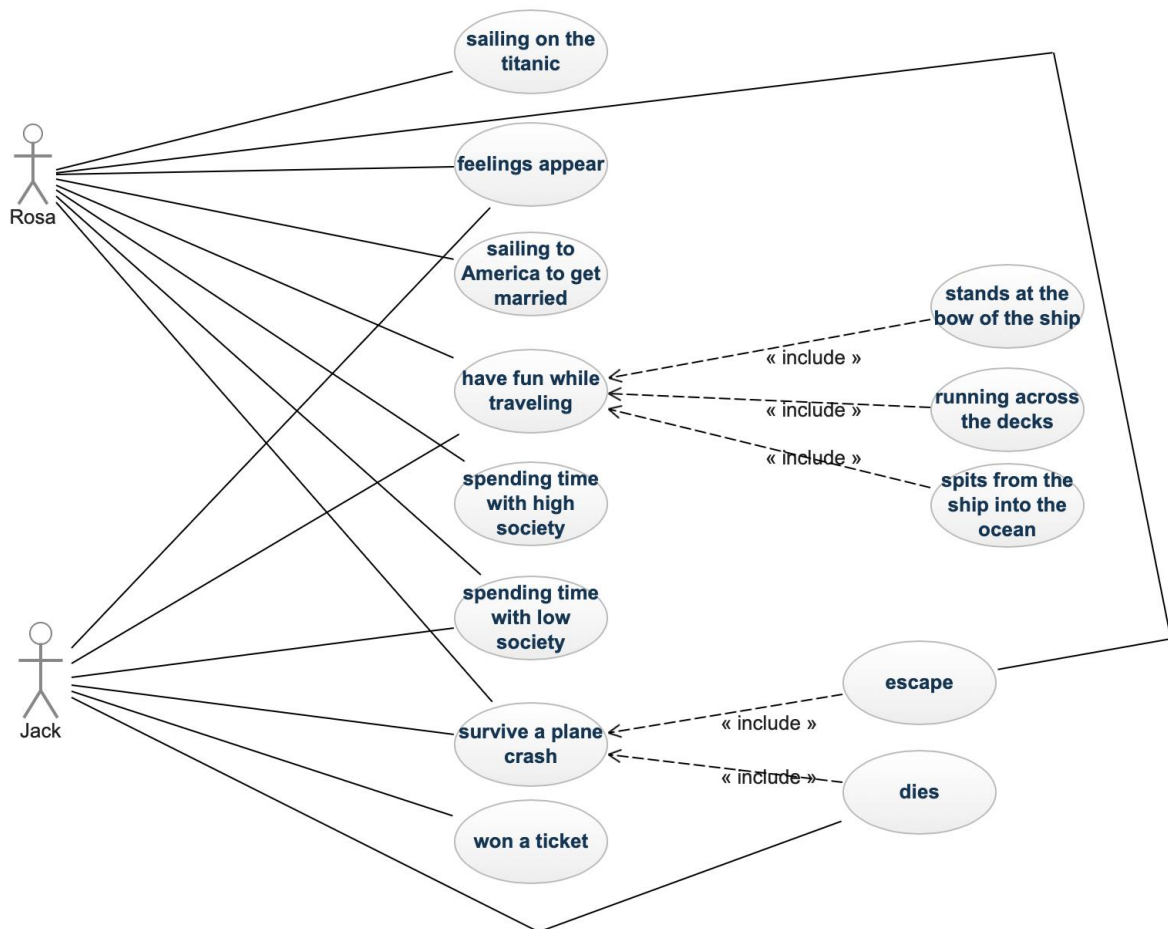 sailing on the
titanic
feelings appear
Rosa
sailing to
America to get
married
stands at the
bow of the ship
« include »
have fun while
traveling
running across
the decks
« include »
« include »
spending time
with high
society
spits from the
ship into the
ocean
spending time
with low
society
Jack
escape
« include »
survive a plane
crash
« include »
dies
won a ticket